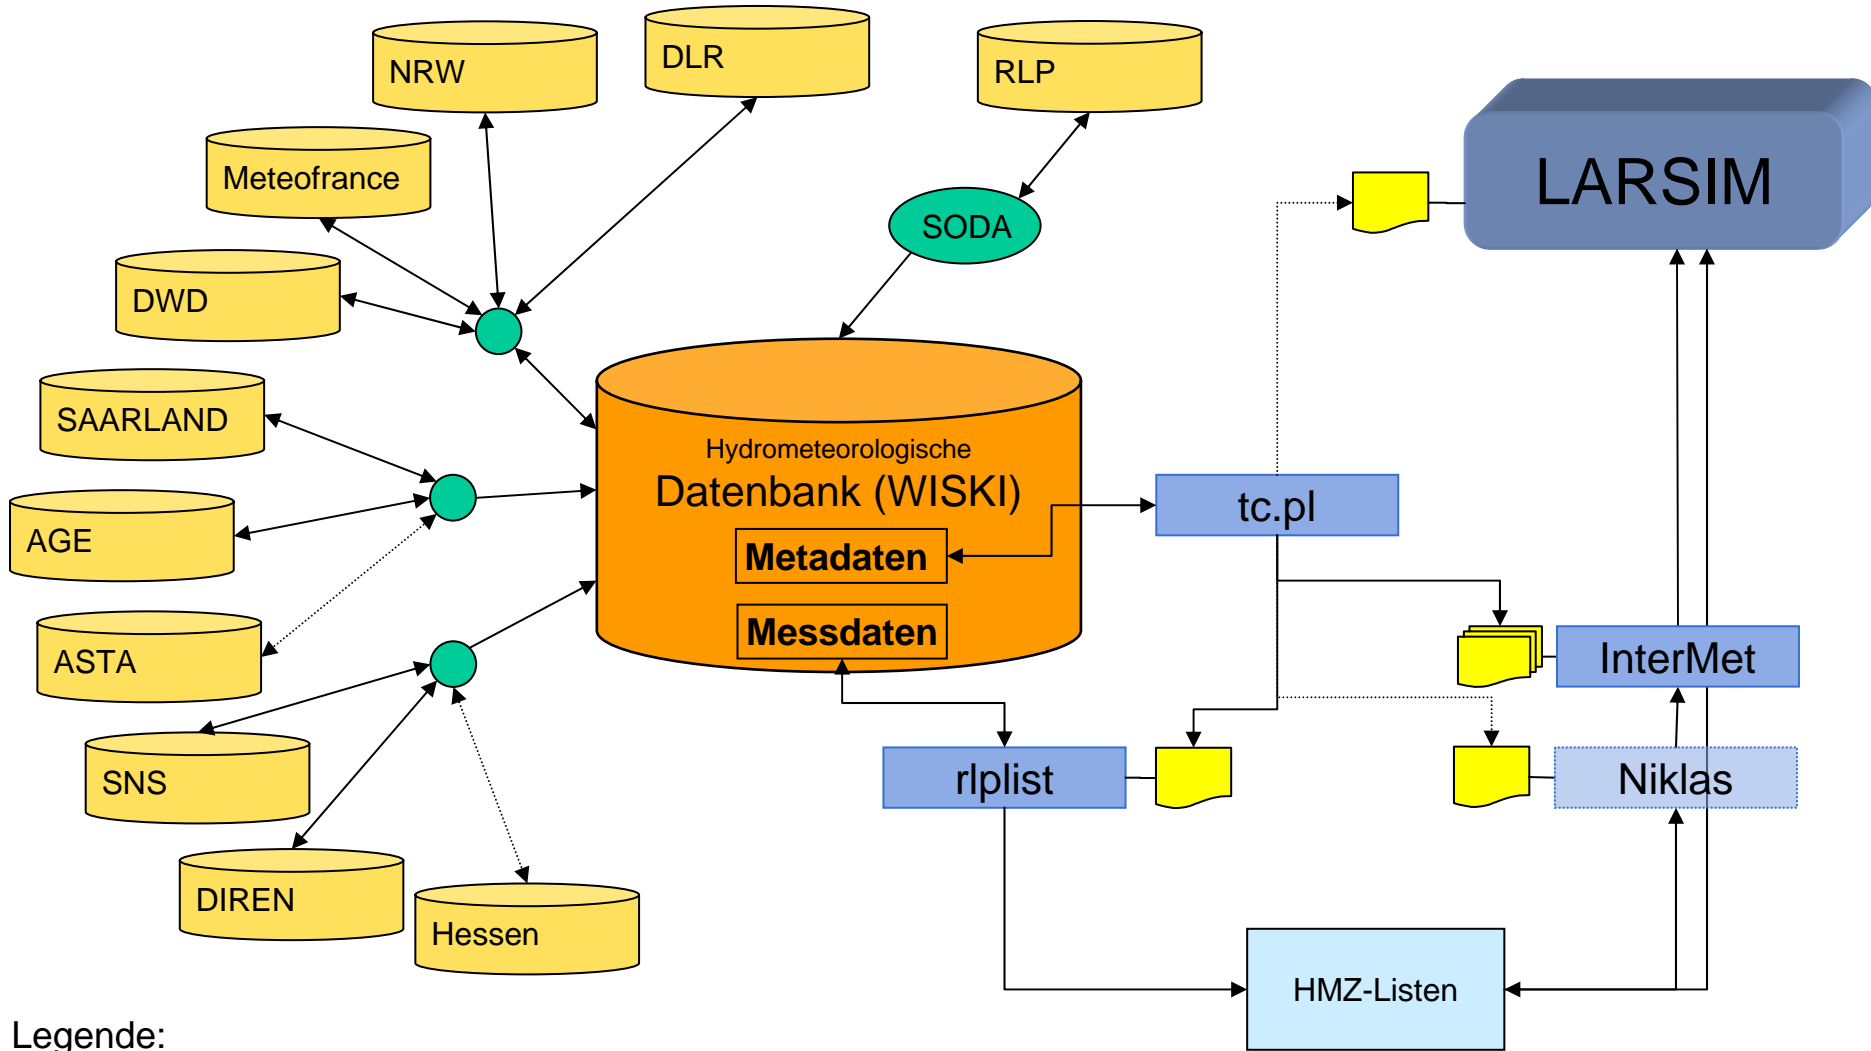 NRW
DLR
RLP
Meteofrance
LARSIM
SODA
DWD
SAARLAND
Hydrometeorologische
Datenbank (WISKI)
tc.pl
AGE
Metadaten
Messdaten
ASTA
InterMet
SNS
rlplist
Niklas
DIREN
Hessen
HMZ-Listen
Legende: